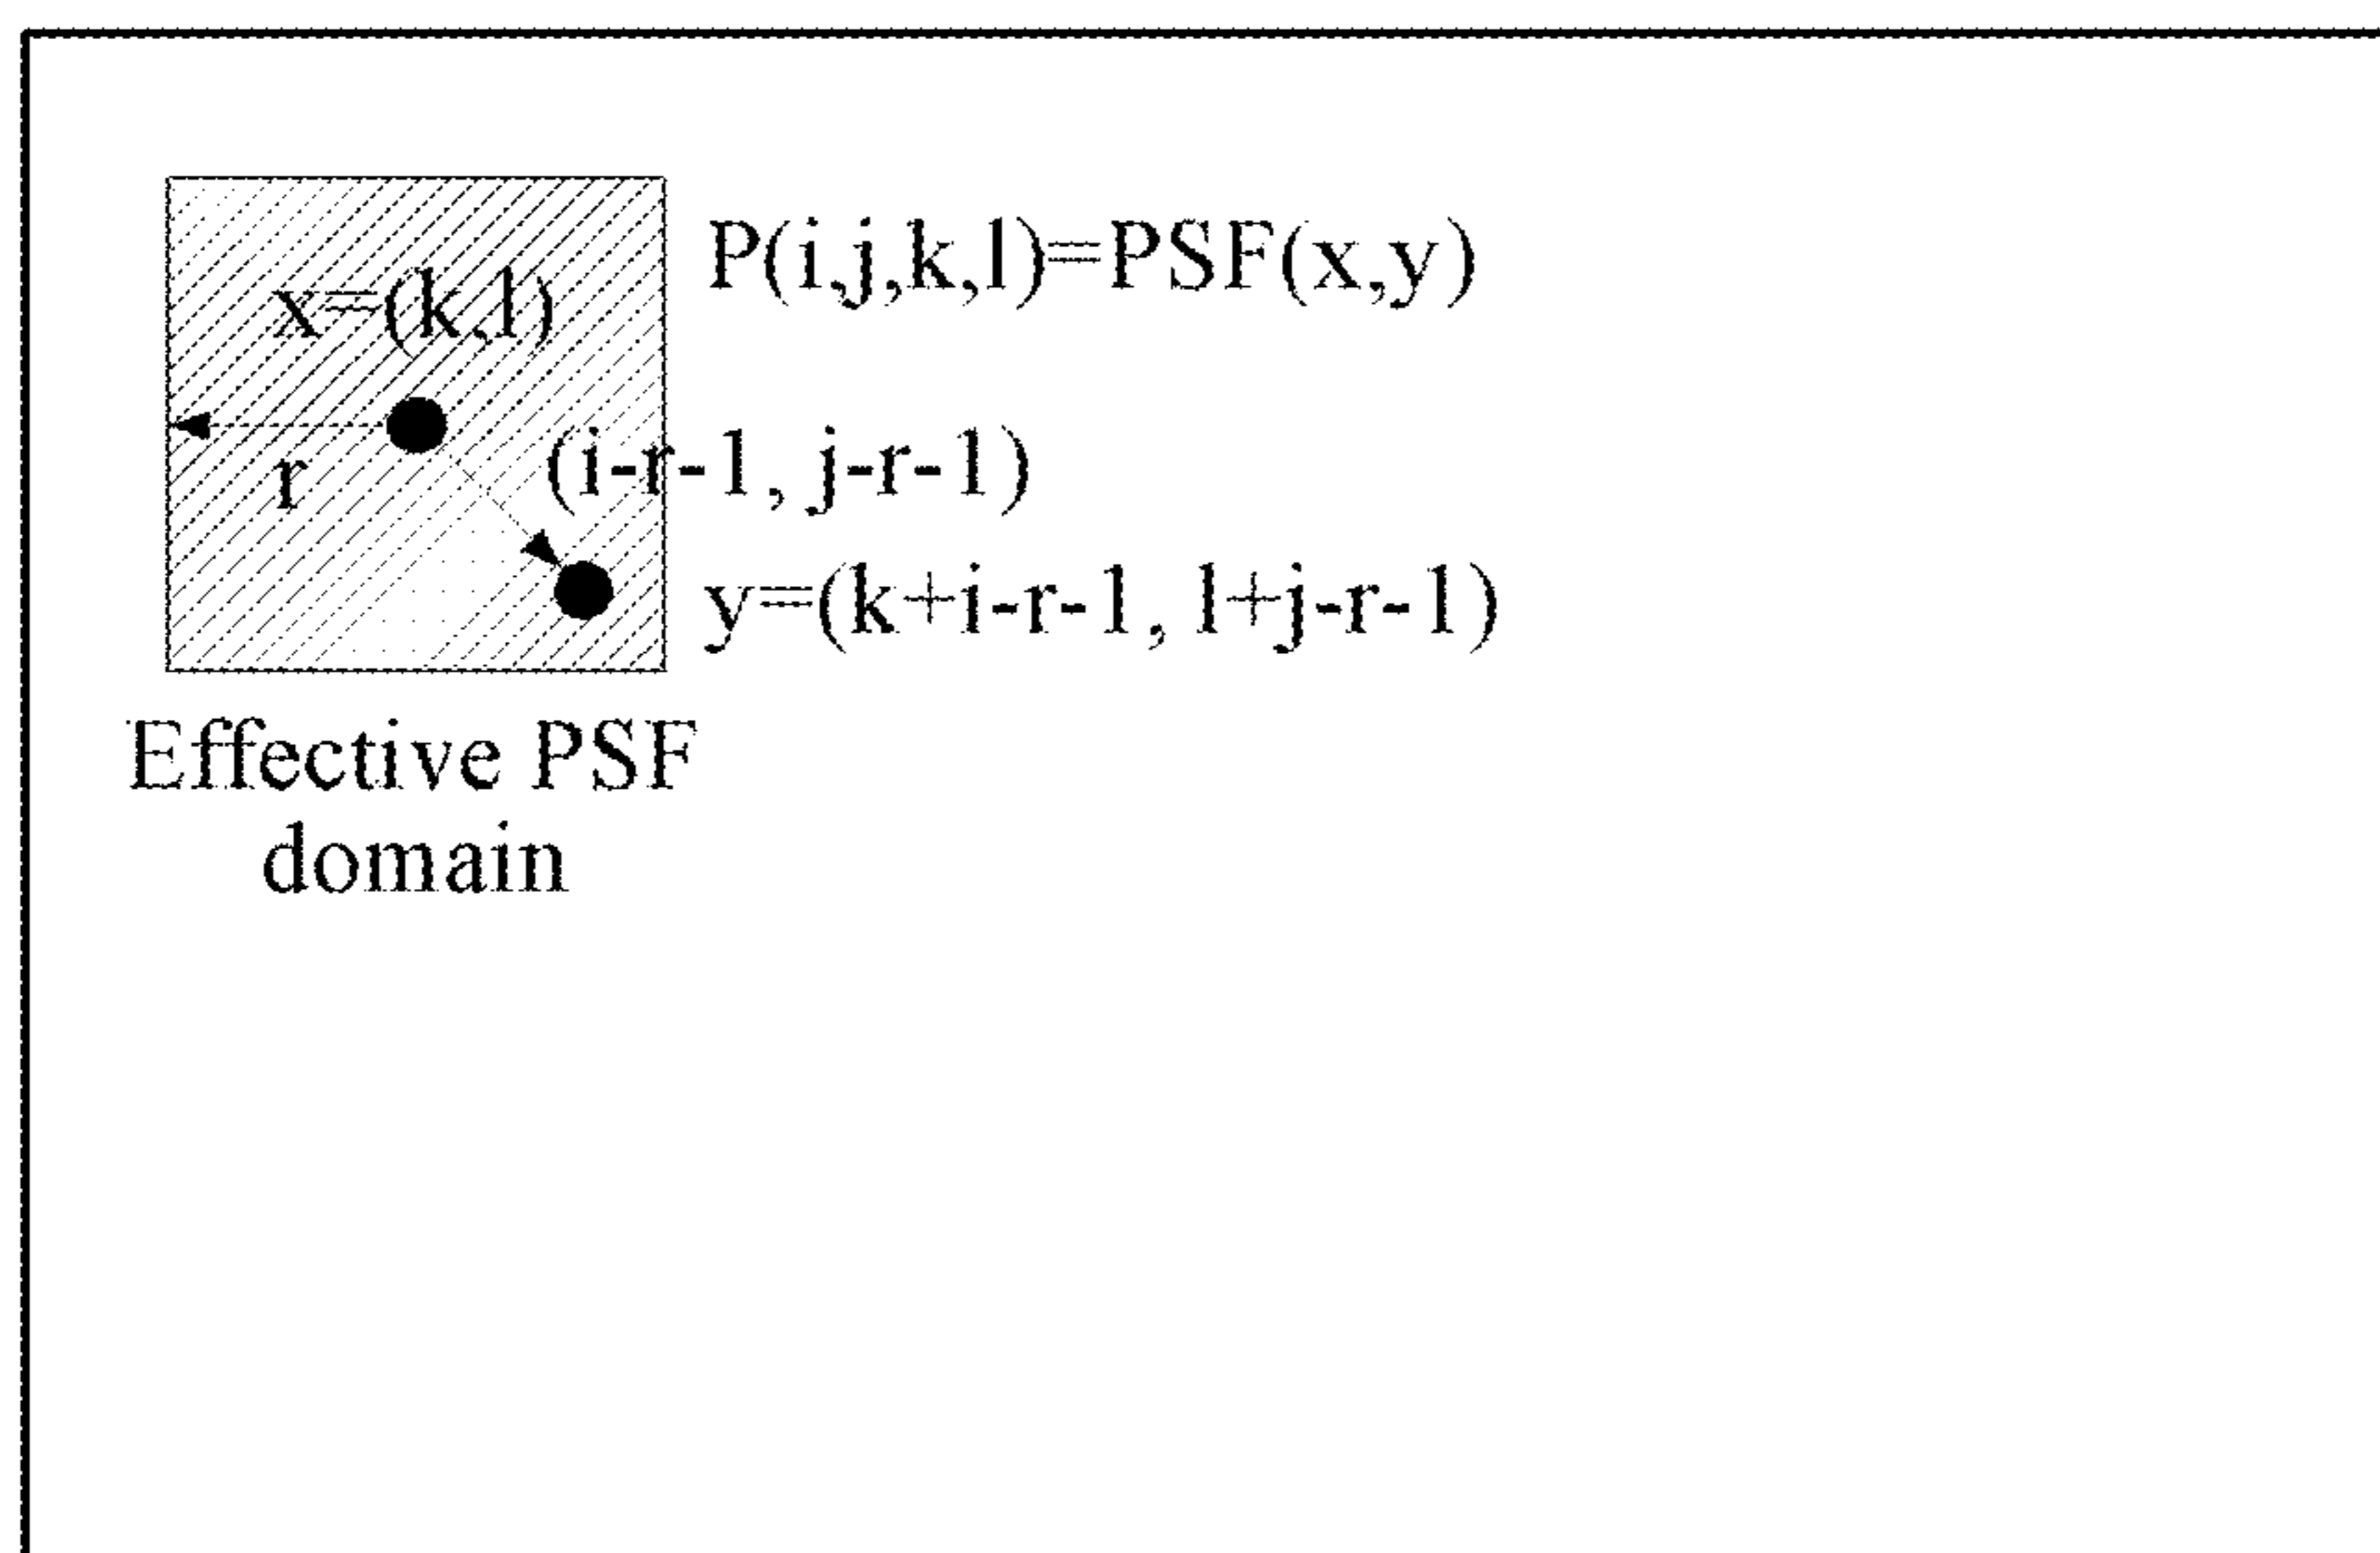 P(i,j,k,l)=PSF(x,y)
x=(k,l)
r
(i-r-1, j-r-1)
y=(k+i-r-1, l+j-r-1)
Effective PSF
domain